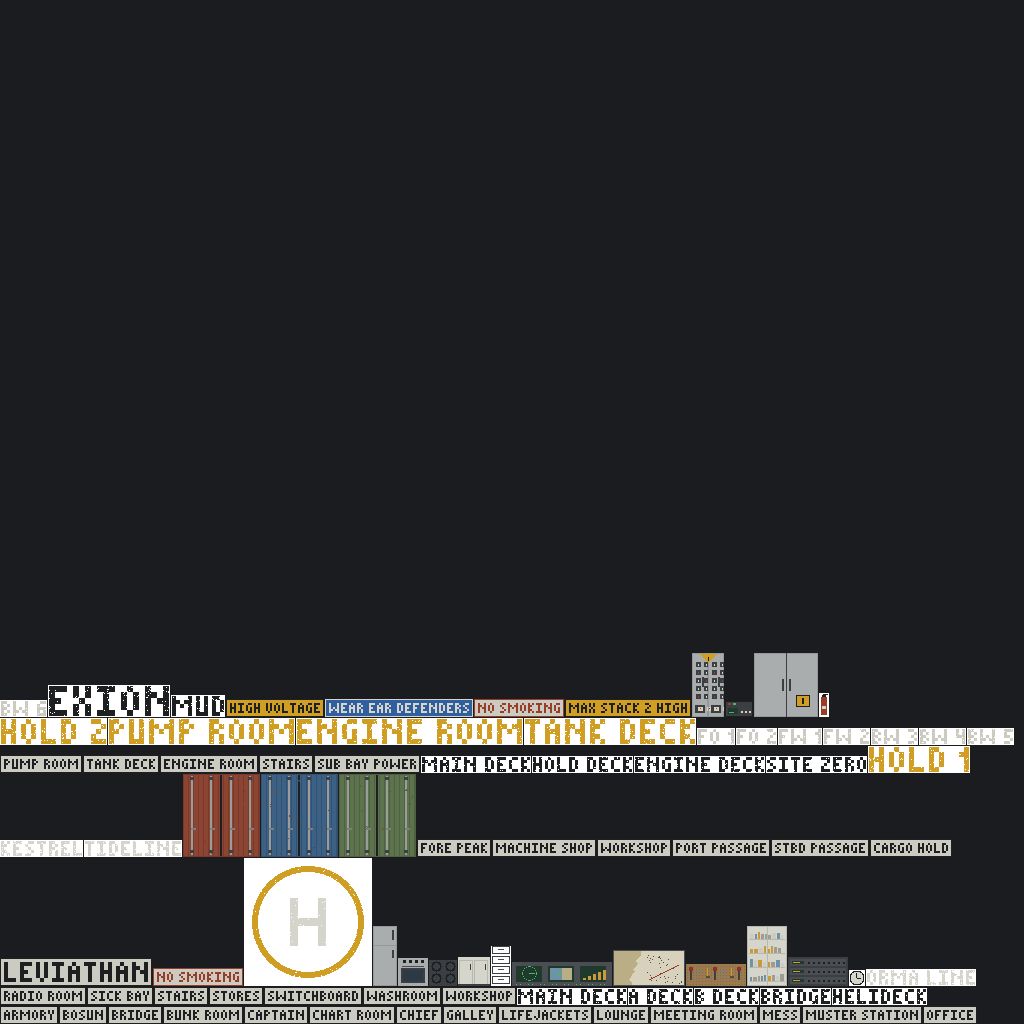 BW 6 EXION MUD HIGH VOLTAGE WEAR EAR DEFENDERS NO SMOKING MAX STACK 2 HIGH
HOLD 2 PUMP ROOM ENGINE ROOM TANK DECK FO 1 FO 2 FW 1 FW 2 BW 3 BW 4 BW 5
PUMP ROOM TANK DECK ENGINE ROOM STAIRS SUB BAY POWER MAIN DECK HOLD DECK ENGINE DECK SITE ZERO HOLD 1
KESTREL TIDELINE FORE PEAK MACHINE SHOP WORKSHOP PORT PASSAGE STBD PASSAGE CARGO HOLD
H
LEVIATHAN NO SMOKING ORMA LINE
RADIO ROOM SICK BAY STAIRS STORES SWITCHBOARD WASHROOM WORKSHOP MAIN DECK A DECK B DECK BRIDGE HELIDECK
ARMORY BOSUN BRIDGE BUNK ROOM CAPTAIN CHART ROOM CHIEF GALLEY LIFEJACKETS LOUNGE MEETING ROOM MESS MUSTER STATION OFFICE